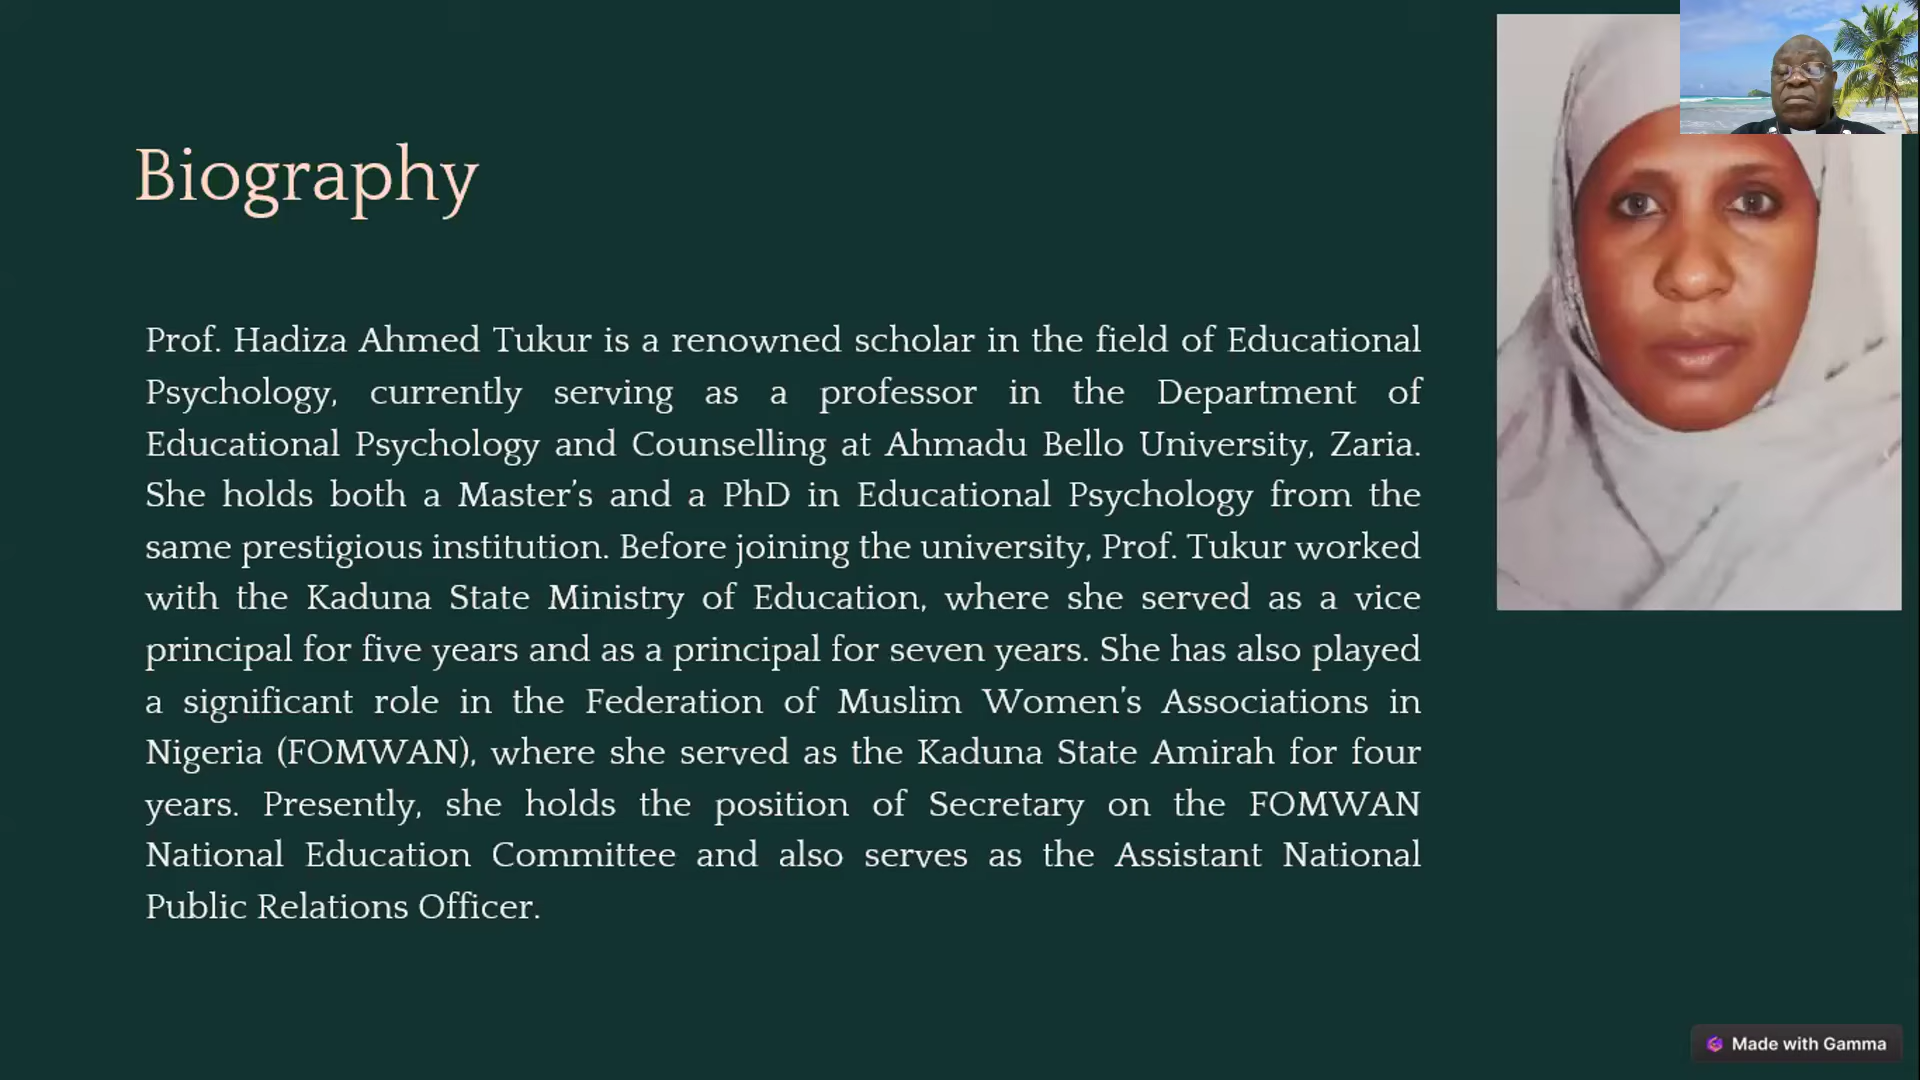 Biography
Prof. Hadiza Ahmed Tukur is a renowned scholar in the field of Educational
Psychology, currently serving as a professor in the Department of
Educational Psychology and Counselling at Ahmadu Bello University, Zaria.
She holds both a Master’s and a PhD in Educational Psychology from the
same prestigious institution. Before joining the university, Prof. Tukur worked
with the Kaduna State Ministry of Education, where she served as a vice
principal for five years and as a principal for seven years. She has also played
a significant role in the Federation of Muslim Women’s Associations in
Nigeria (FOMWAN), where she served as the Kaduna State Amirah for four
years. Presently, she holds the position of Secretary on the FOMWAN
National Education Committee and also serves as the Assistant National
Public Relations Officer.
Made with Gamma